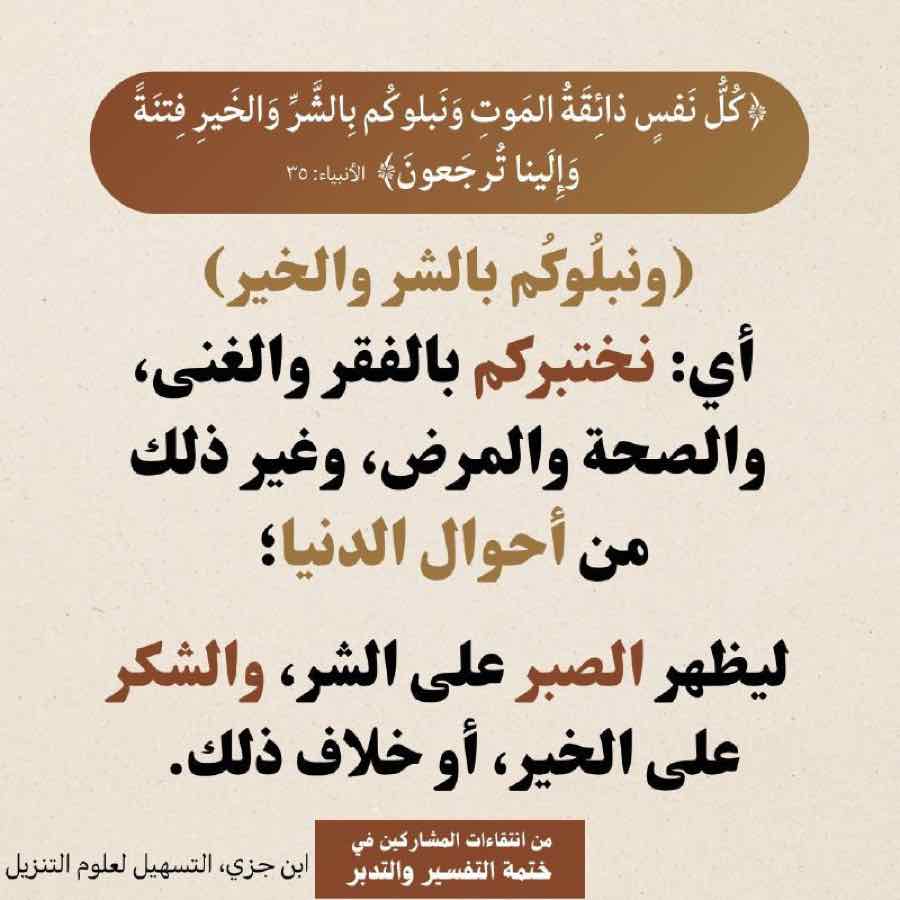 ﴿كُلُّ نَفسٍ ذائِقَةُ المَوتِ وَنَبلوكُم بِالشَّرِّ وَالخَيرِ فِتنَةً
وَإِلَينا تُرجَعونَ﴾ الأنبياء: ٣٥
(ونبلُوكُم بالشر والخير)
أي: نختبركم بالفقر والغنى،
والصحة والمرض، وغير ذلك
من أحوال الدنيا؛
ليظهر الصبر على الشر، والشكر
على الخير، أو خلاف ذلك.
من انتقاءات المشاركين في
ختمة التفسير والتدبر
ابن جزي، التسهيل لعلوم التنزيل